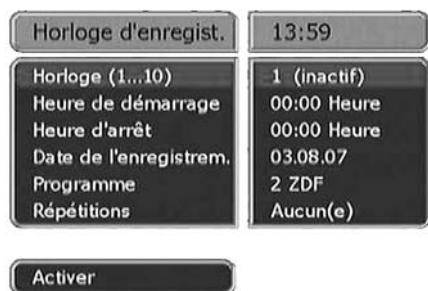 Horloge d'enregist. 13:59
Horloge (1...10) 1 (inactif)
Heure de démarrage 00:00 Heure
Heure d'arrêt 00:00 Heure
Date de l'enregistrem. 03.08.07
Programme 2 ZDF
Répétitions Aucun(e)
Activer